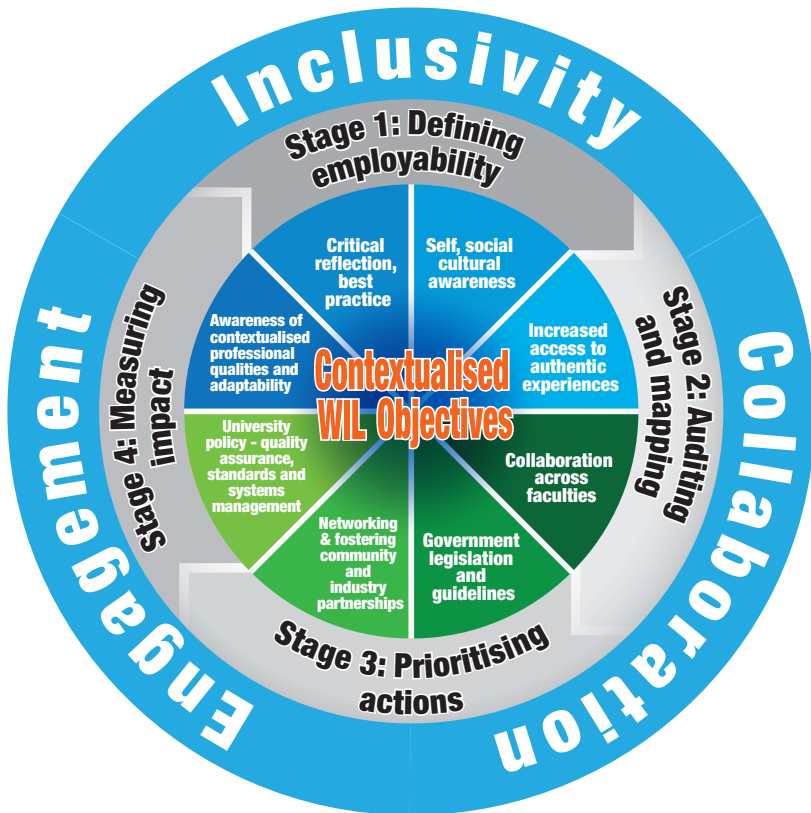 Inclusivity
Stage 1: Defining
employability
Critical
reflection,
best
practice
Self, social
cultural
awareness
Awareness of
contextualised
professional
qualities and
adaptability
Increased
access to
authentic
experiences
Contextualised
WIL Objectives
University
policy - quality
assurance,
standards and
systems
management
Collaboration
across
faculties
Networking
& fostering
community
and
industry
partnerships
Government
legislation
and
guidelines
Stage 2: Auditing
and mapping
Stage 3: Prioritising
actions
Stage 4: Measuring
impact
Collaboration
Engagement